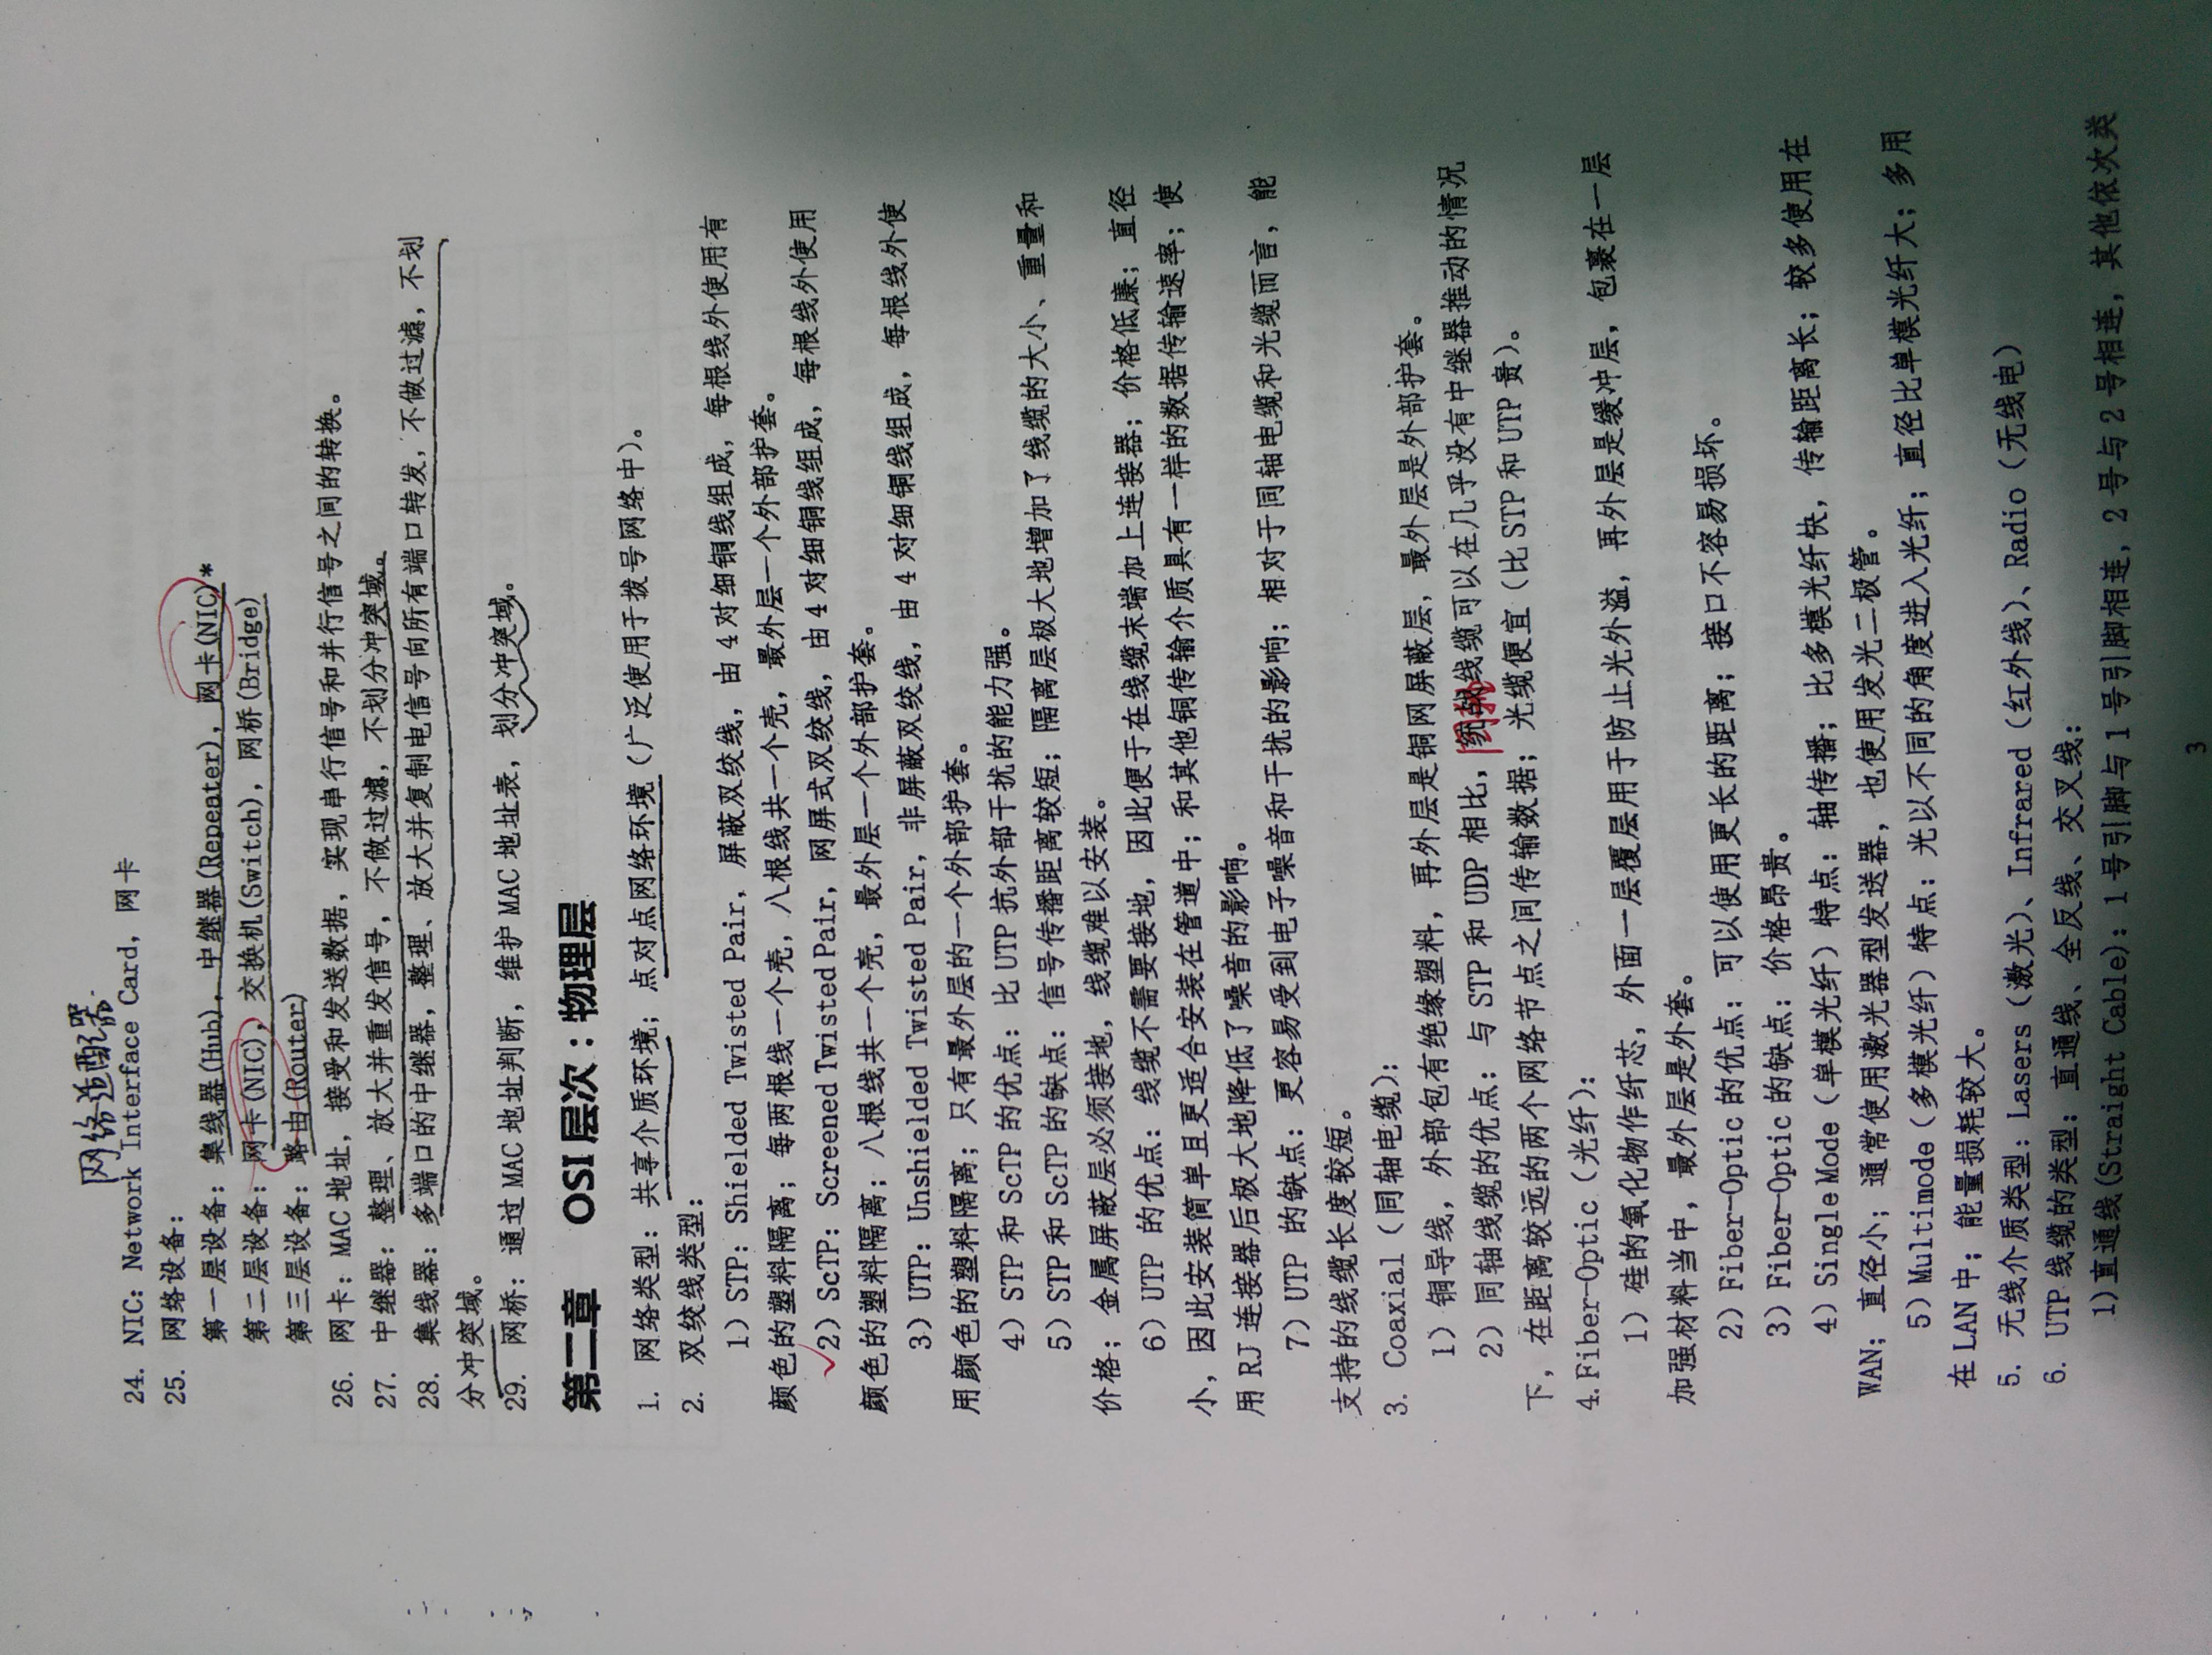 网络适配器
24. NIC：Network Interface Card，网卡
25. 网络设备：
第一层设备：集线器(Hub)，中继器(Repeater)，网卡(NIC)*
第二层设备：网卡(NIC)，交换机(Switch)，网桥(Bridge)
第三层设备：路由(Router)
26. 网卡：MAC 地址，接受和发送数据，实现串行信号和并行信号之间的转换。
27. 中继器：整理、放大并重发信号，不做过滤，不划分冲突域。
28. 集线器：多端口的中继器，整理、放大并复制电信号向所有端口转发，不做过滤，不划
分冲突域。
29. 网桥：通过 MAC 地址判断，维护 MAC 地址表，划分冲突域。
第二章 OSI 层次：物理层
1. 网络类型：共享介质环境；点对点网络环境（广泛使用于拨号网络中）。
2. 双绞线类型：
1）STP：Shielded Twisted Pair，屏蔽双绞线，由 4 对细铜线组成，每根线外使用有
颜色的塑料隔离；每两根线一个壳，八根线共一个壳，最外层一个外部护套。
2）ScTP：Screened Twisted Pair，网屏式双绞线，由 4 对细铜线组成，每根线外使用
颜色的塑料隔离；八根线共一个壳，最外层一个外部护套。
3）UTP：Unshielded Twisted Pair，非屏蔽双绞线，由 4 对细铜线组成，每根线外使
用颜色的塑料隔离；只有最外层的一个外部护套。
4）STP 和 ScTP 的优点：比 UTP 抗外部干扰的能力强。
5）STP 和 ScTP 的缺点：信号传播距离较短；隔离层极大地增加了线缆的大小、重量和
价格；金属屏蔽层必须接地，线缆难以安装。
6）UTP 的优点：线缆不需要接地，因此便于在线缆末端加上连接器；价格低廉；直径
小，因此安装简单且更适合安装在管道中；和其他铜传输介质具有一样的数据传输速率；使
用 RJ 连接器后极大地降低了噪音的影响。
7）UTP 的缺点：更容易受到电子噪音和干扰的影响；相对于同轴电缆和光缆而言，能
支持的线缆长度较短。
3. Coaxial（同轴电缆）：
1）铜导线，外部包有绝缘塑料，再外层是铜网屏蔽层，最外层是外部护套。
2）同轴线缆的优点：与 STP 和 UDP 相比，同轴线缆可以在几乎没有中继器推动的情况
下，在距离较远的两个网络节点之间传输数据；光缆便宜（比 STP 和 UTP 贵）。
4. Fiber-Optic（光纤）：
1）硅的氧化物作纤芯，外面一层覆层用于防止光外溢，再外层是缓冲层，包裹在一层
加强材料当中，最外层是外套。
2）Fiber-Optic 的优点：可以使用更长的距离；接口不容易损坏。
3）Fiber-Optic 的缺点：价格昂贵。
4）Single Mode（单模光纤）特点：轴传播；比多模光纤快，传输距离长；较多使用在
WAN；直径小；通常使用激光器型发送器，也使用发光二极管。
5）Multimode（多模光纤）特点：光以不同的角度进入光纤；直径比单模光纤大；多用
在 LAN 中；能量损耗较大。
5. 无线介质类型：Lasers（激光）、Infrared（红外线）、Radio（无线电）
6. UTP 线缆的类型：直通线、全反线、交叉线：
1)直通线(Straight Cable)：1 号引脚与 1 号引脚相连，2 号与 2 号相连，其他依次类
3